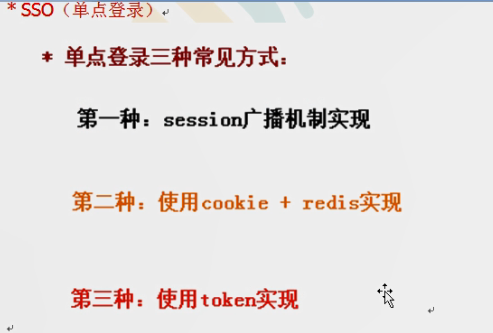 * SSO（单点登录）
* 单点登录三种常见方式：
第一种：session广播机制实现
第二种：使用cookie + redis实现
第三种：使用token实现